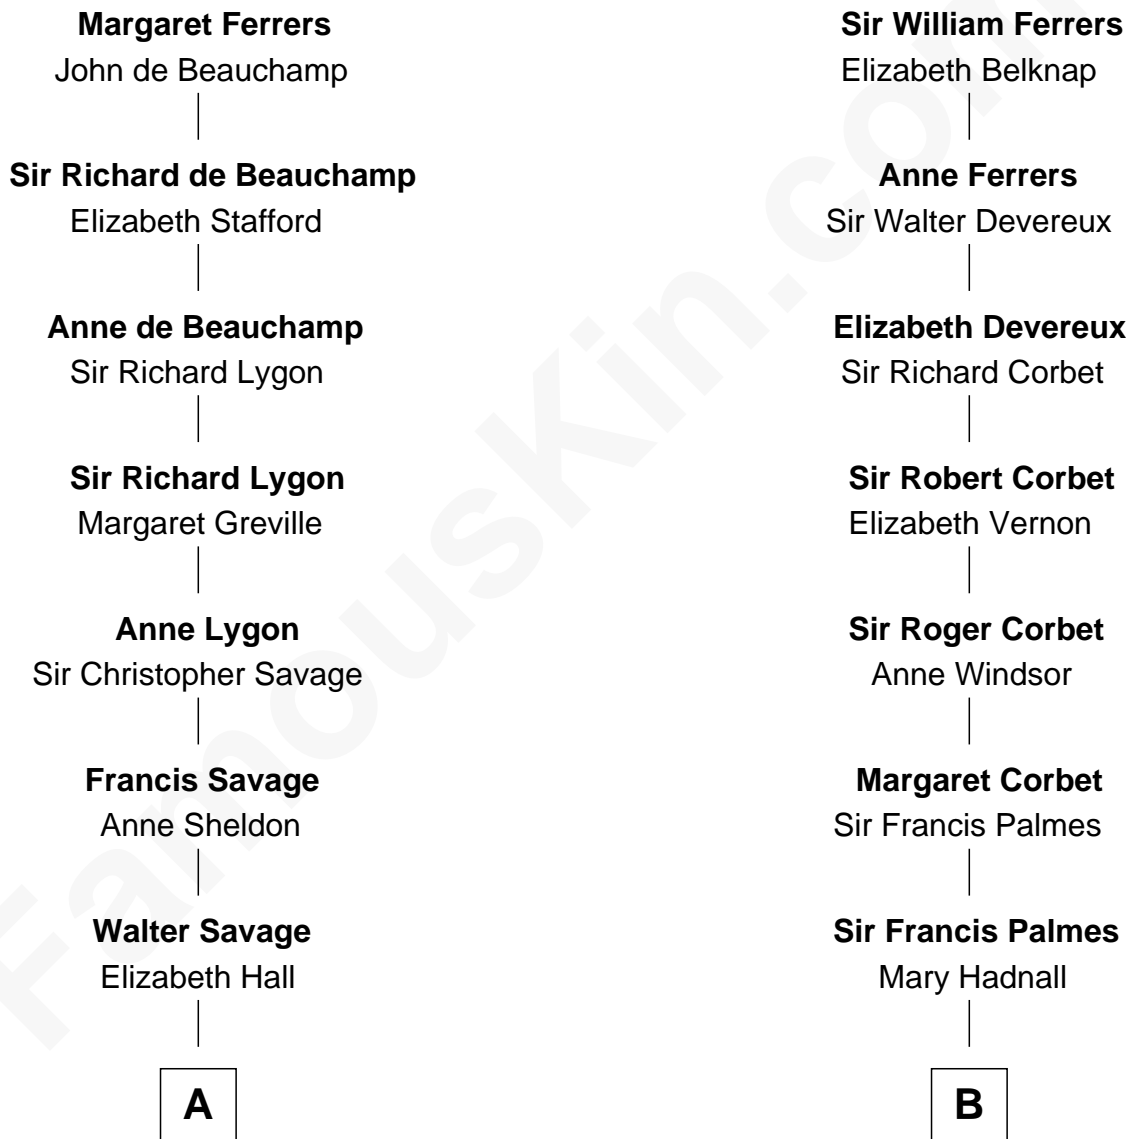 Margaret Ferrers
John de Beauchamp
Sir Richard de Beauchamp
Elizabeth Stafford
Anne de Beauchamp
Sir Richard Lygon
Sir Richard Lygon
Margaret Greville
Anne Lygon
Sir Christopher Savage
Francis Savage
Anne Sheldon
Walter Savage
Elizabeth Hall
A
Sir William Ferrers
Elizabeth Belknap
Anne Ferrers
Sir Walter Devereux
Elizabeth Devereux
Sir Richard Corbet
Sir Robert Corbet
Elizabeth Vernon
Sir Roger Corbet
Anne Windsor
Margaret Corbet
Sir Francis Palmes
Sir Francis Palmes
Mary Hadnall
B
FamousKin.com